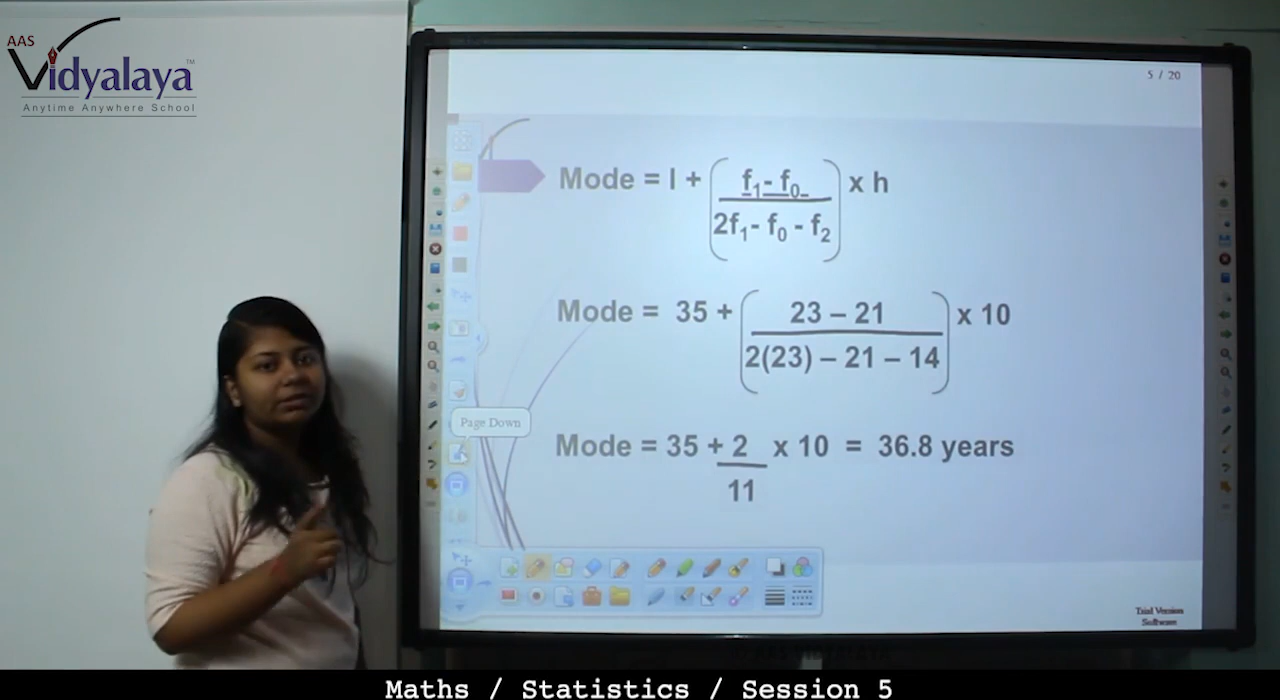 AAS
Vidyalaya™
Anytime Anywhere School
5 / 20
Mode = l + (f₁- f₀ / 2f₁- f₀ - f₂) x h
Mode = 35 + (23 – 21 / 2(23) – 21 – 14) x 10
Page Down
Mode = 35 + 2/11 x 10 = 36.8 years
Trial Version
Software
Maths / Statistics / Session 5